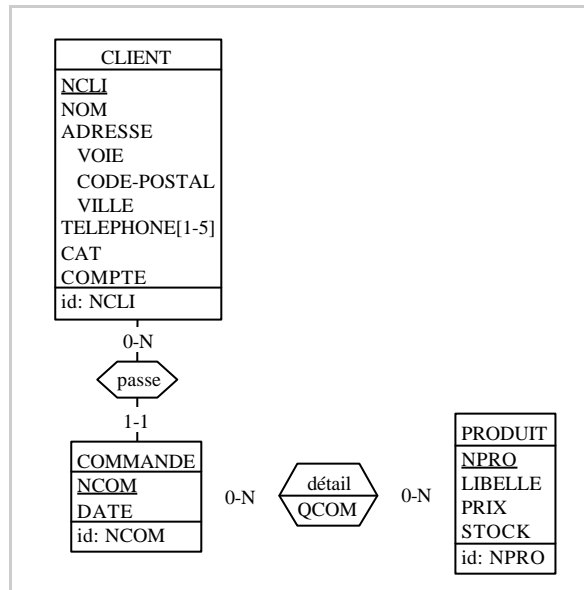 CLIENT
NCLI
NOM
ADRESSE
VOIE
CODE-POSTAL
VILLE
TELEPHONE[1-5]
CAT
COMPTE
id: NCLI
0-N
passe
1-1
COMMANDE
NCOM
DATE
id: NCOM
0-N
détail
QCOM
0-N
PRODUIT
NPRO
LIBELLE
PRIX
STOCK
id: NPRO